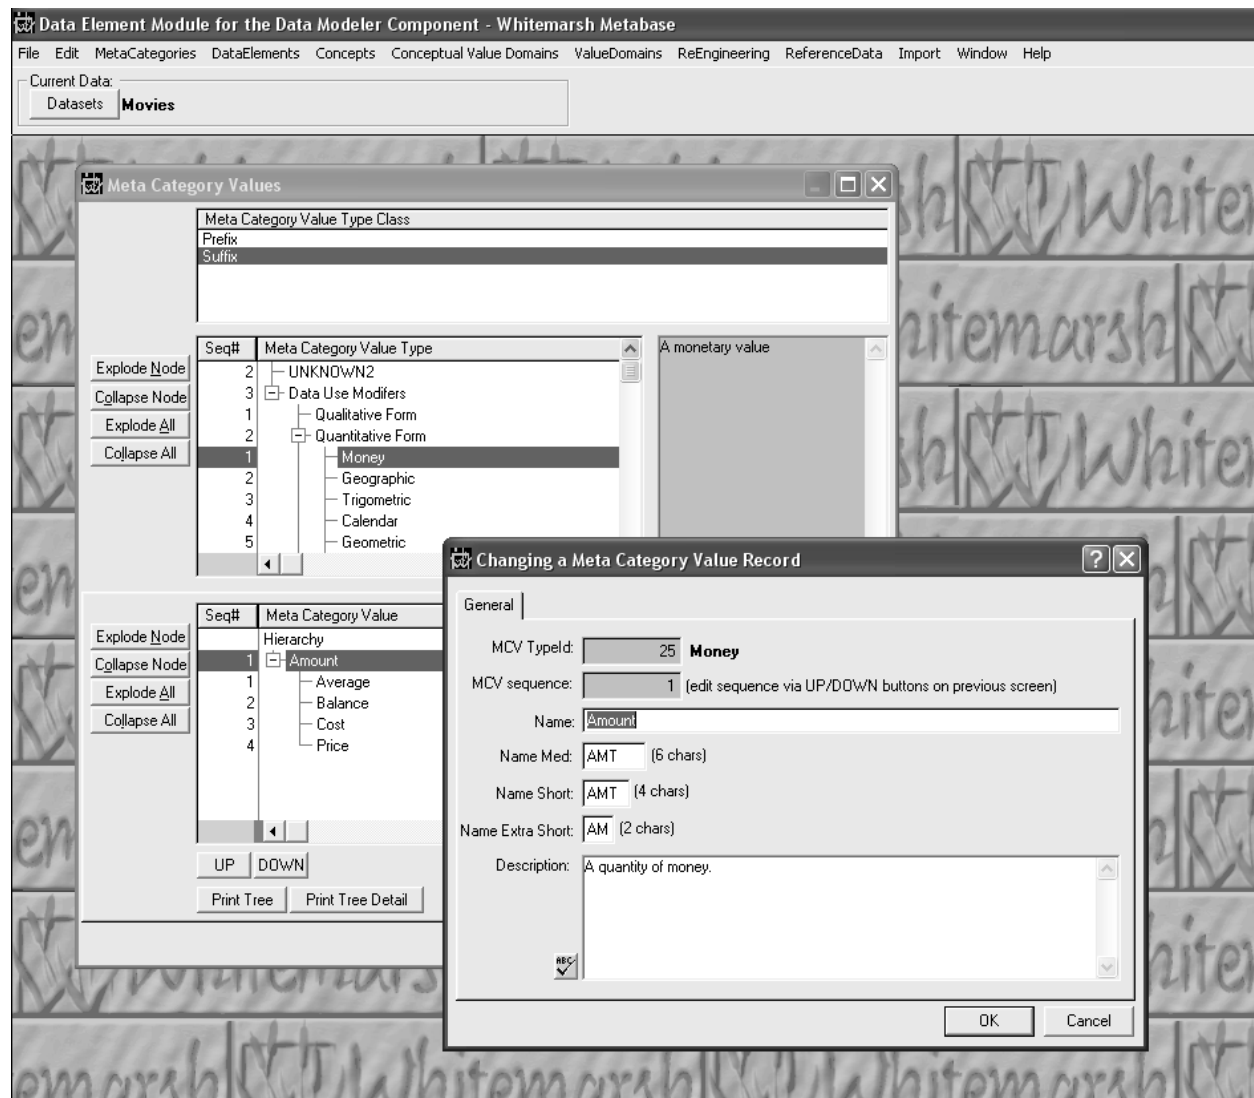 Data Element Module for the Data Modeler Component - Whitemarsh Metabase
File Edit MetaCategories DataElements Concepts Conceptual Value Domains ValueDomains ReEngineering ReferenceData Import Window Help
Current Data:
Datasets Movies
Meta Category Values
Meta Category Value Type Class
Prefix
Suffix
Seq# Meta Category Value Type
A monetary value
Explode Node
Collapse Node
Explode All
Collapse All
2 UNKNOWN2
3 Data Use Modifers
1 Qualitative Form
2 Quantitative Form
1 Money
2 Geographic
3 Trigometric
4 Calendar
5 Geometric
Seq# Meta Category Value
Hierarchy
Explode Node
Collapse Node
Explode All
Collapse All
1 Amount
1 Average
2 Balance
3 Cost
4 Price
UP DOWN
Print Tree Print Tree Detail
Changing a Meta Category Value Record
General
MCV TypeId: 25 Money
MCV sequence: 1 (edit sequence via UP/DOWN buttons on previous screen)
Name: Amount
Name Med: AMT (6 chars)
Name Short: AMT (4 chars)
Name Extra Short: AM (2 chars)
Description: A quantity of money.
ABC
OK Cancel
Whitemarsh